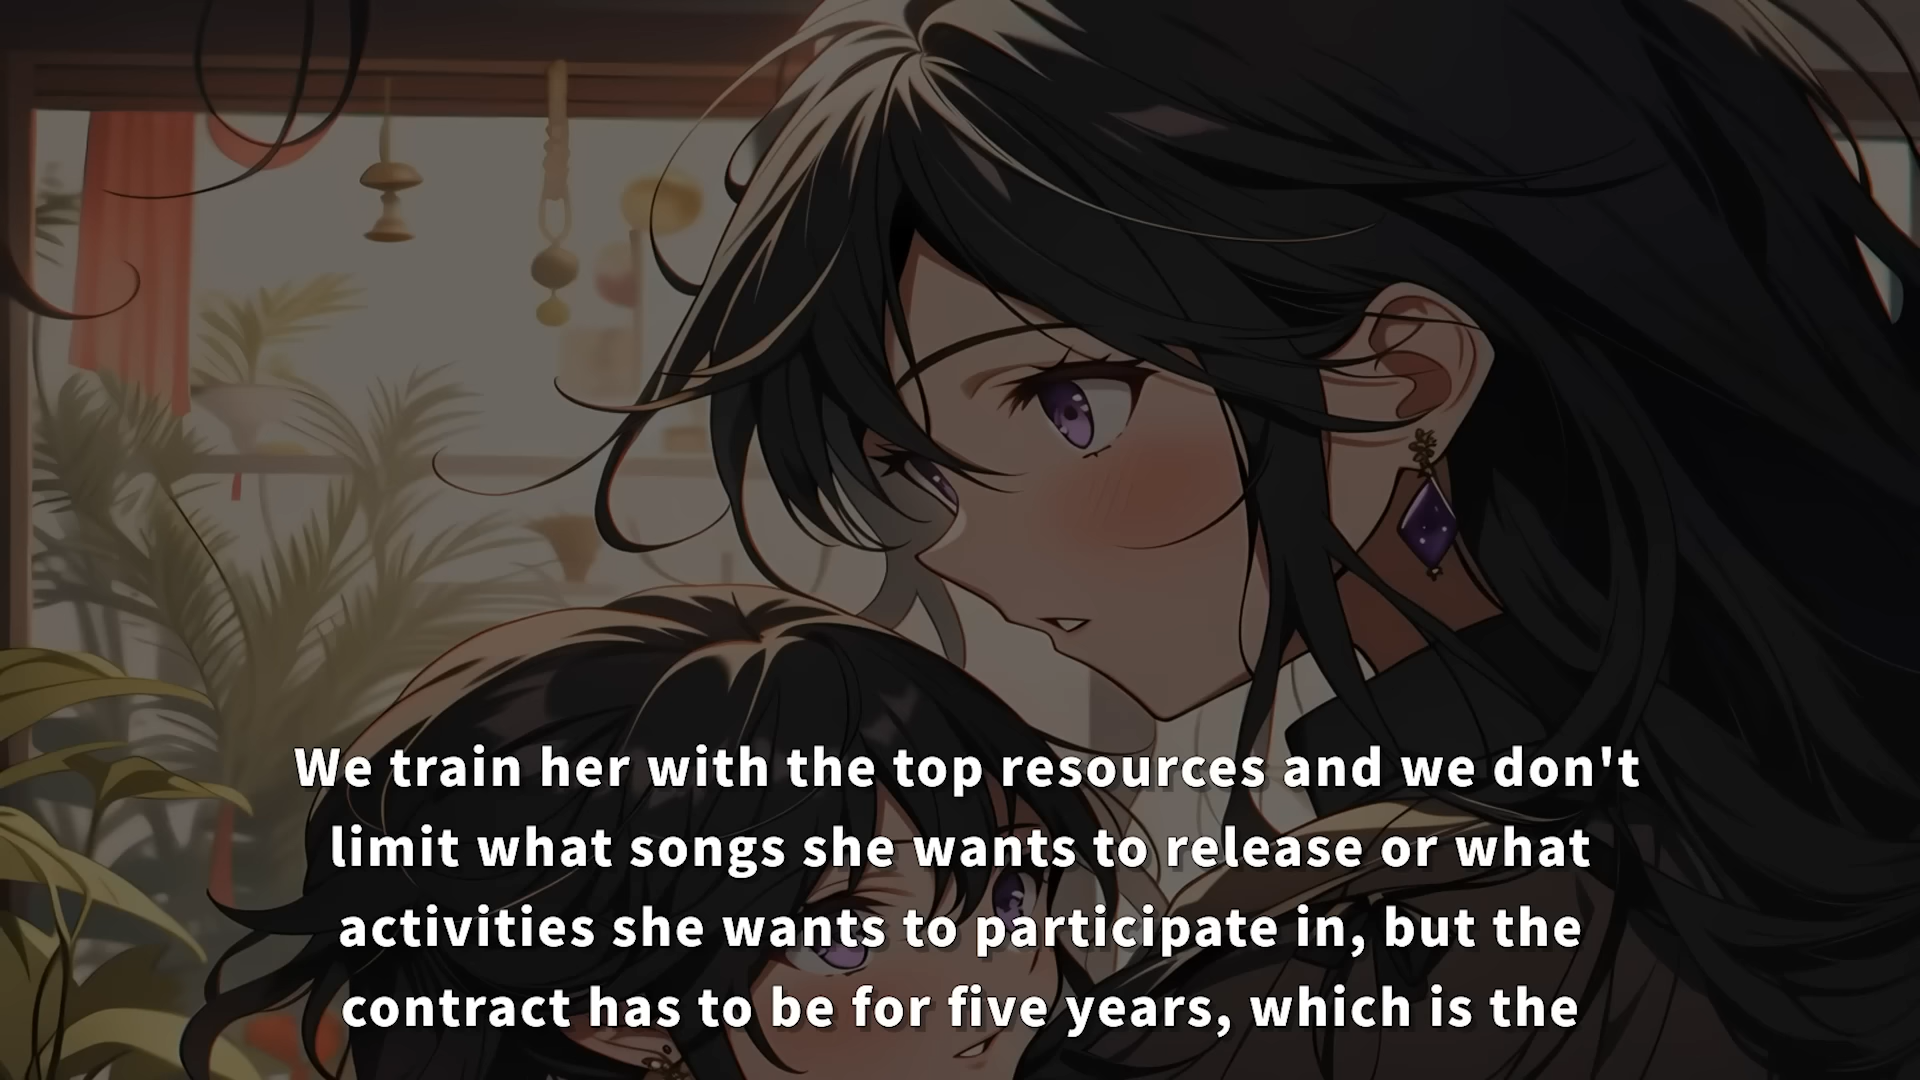 We train her with the top resources and we don't
limit what songs she wants to release or what
activities she wants to participate in, but the
contract has to be for five years, which is the